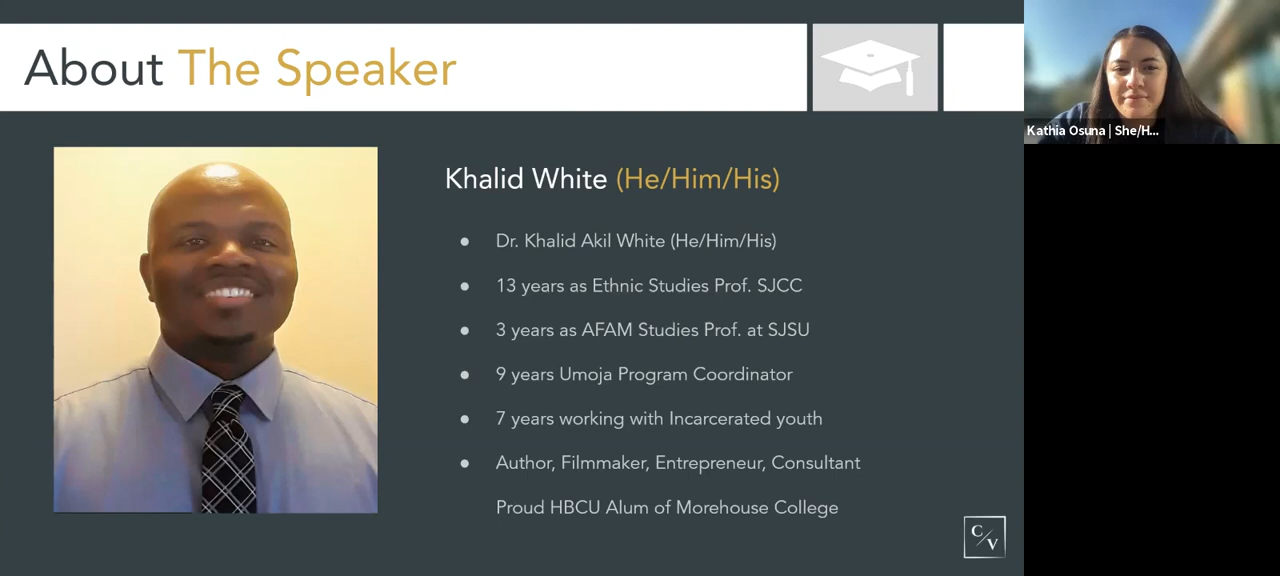 About The Speaker
Kathia Osuna | She/H...
Khalid White (He/Him/His)
Dr. Khalid Akil White (He/Him/His)
13 years as Ethnic Studies Prof. SJCC
3 years as AFAM Studies Prof. at SJSU
9 years Umoja Program Coordinator
7 years working with Incarcerated youth
Author, Filmmaker, Entrepreneur, Consultant
Proud HBCU Alum of Morehouse College
C/V